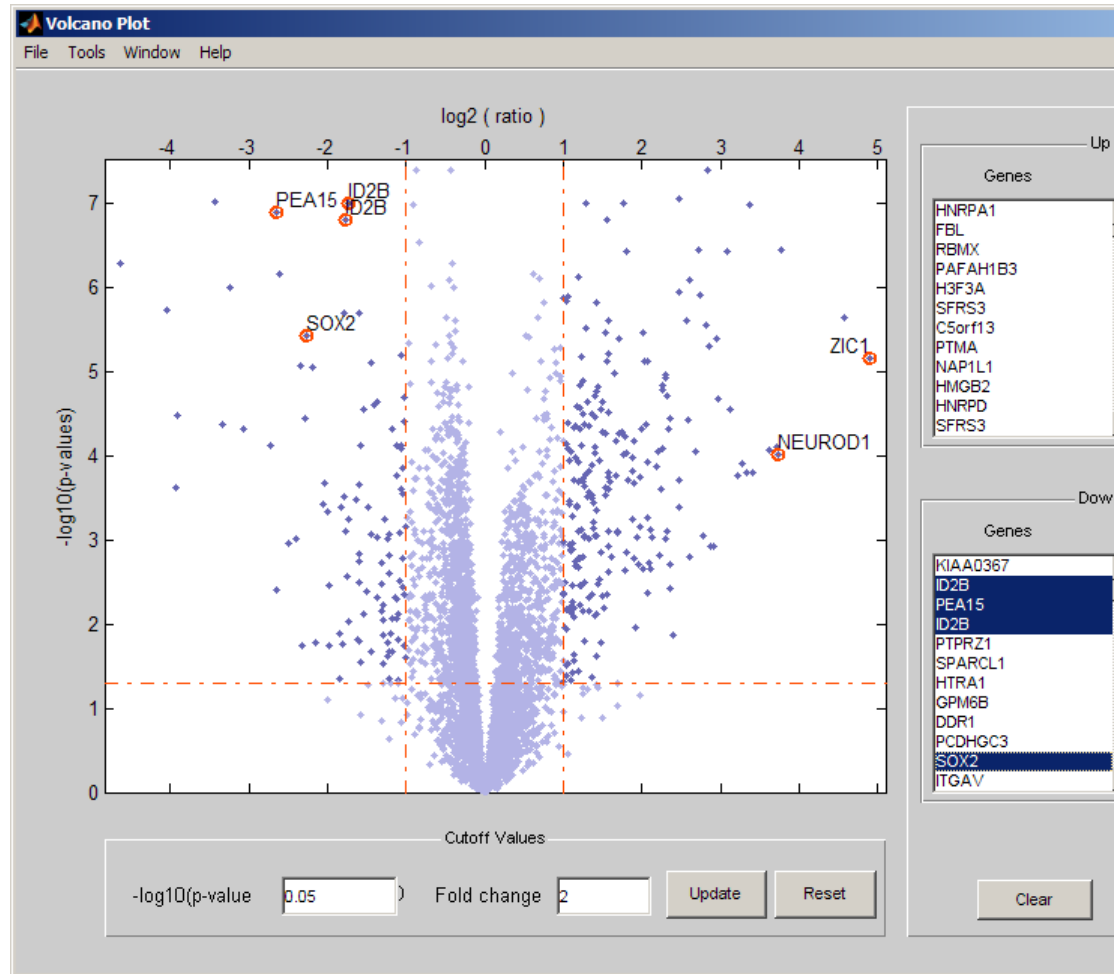 Volcano Plot
File Tools Window Help
log2 ( ratio )
-4 -3 -2 -1 0 1 2 3 4 5
-log10(p-values)
7
6
5
4
3
2
1
0
PEA15
ID2B
ID2B
SOX2
ZIC1
NEUROD1
Up
Genes
HNRPA1
FBL
RBMX
PAFAH1B3
H3F3A
SFRS3
C5orf13
PTMA
NAP1L1
HMGB2
HNRPD
SFRS3
Dow
Genes
KIAA0367
ID2B
PEA15
ID2B
PTPRZ1
SPARCL1
HTRA1
GPM6B
DDR1
PCDHGC3
SOX2
ITGAV
Cutoff Values
-log10(p-value 0.05 ) Fold change 2 Update Reset
Clear